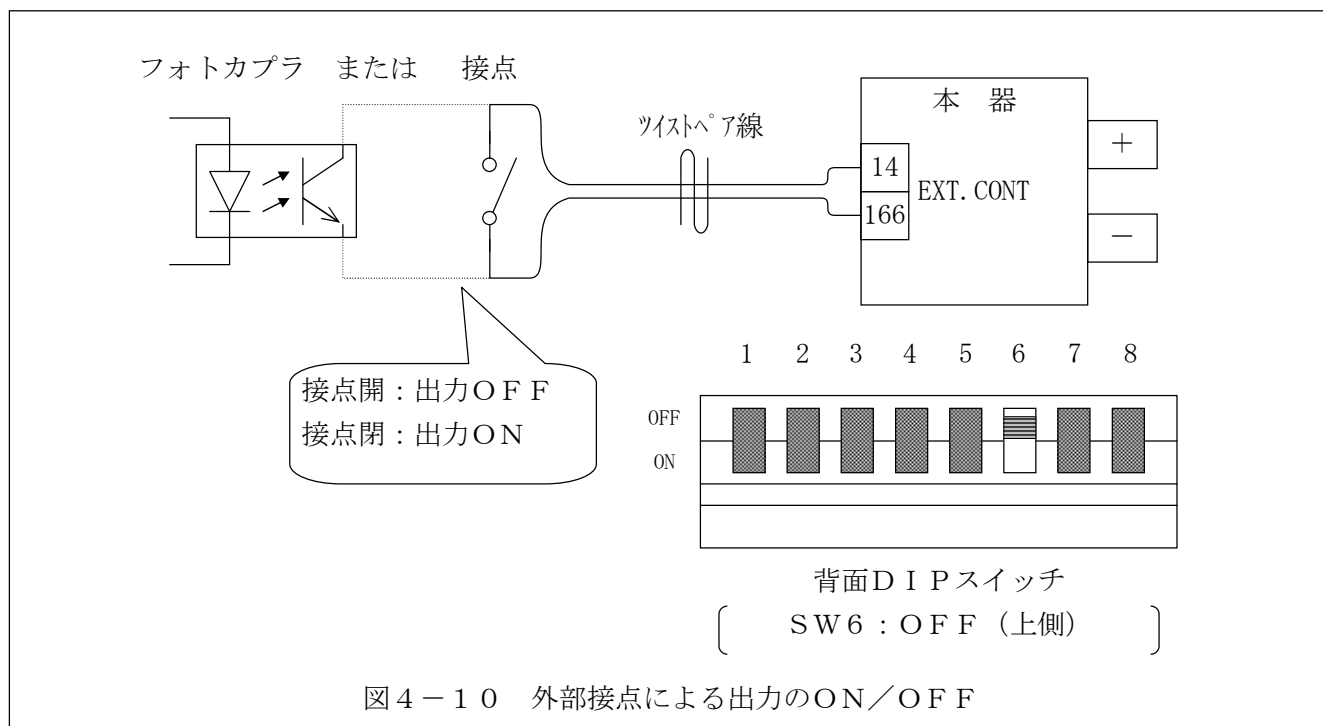 フォトカプラ または 接点
ツイストペア線
本 器
14
166
EXT.CONT
+
-
接点開：出力ＯＦＦ
接点閉：出力ＯＮ
1 2 3 4 5 6 7 8
OFF
ON
背面ＤＩＰスイッチ
ＳＷ６：ＯＦＦ（上側）
図４－１０ 外部接点による出力のＯＮ／ＯＦＦ